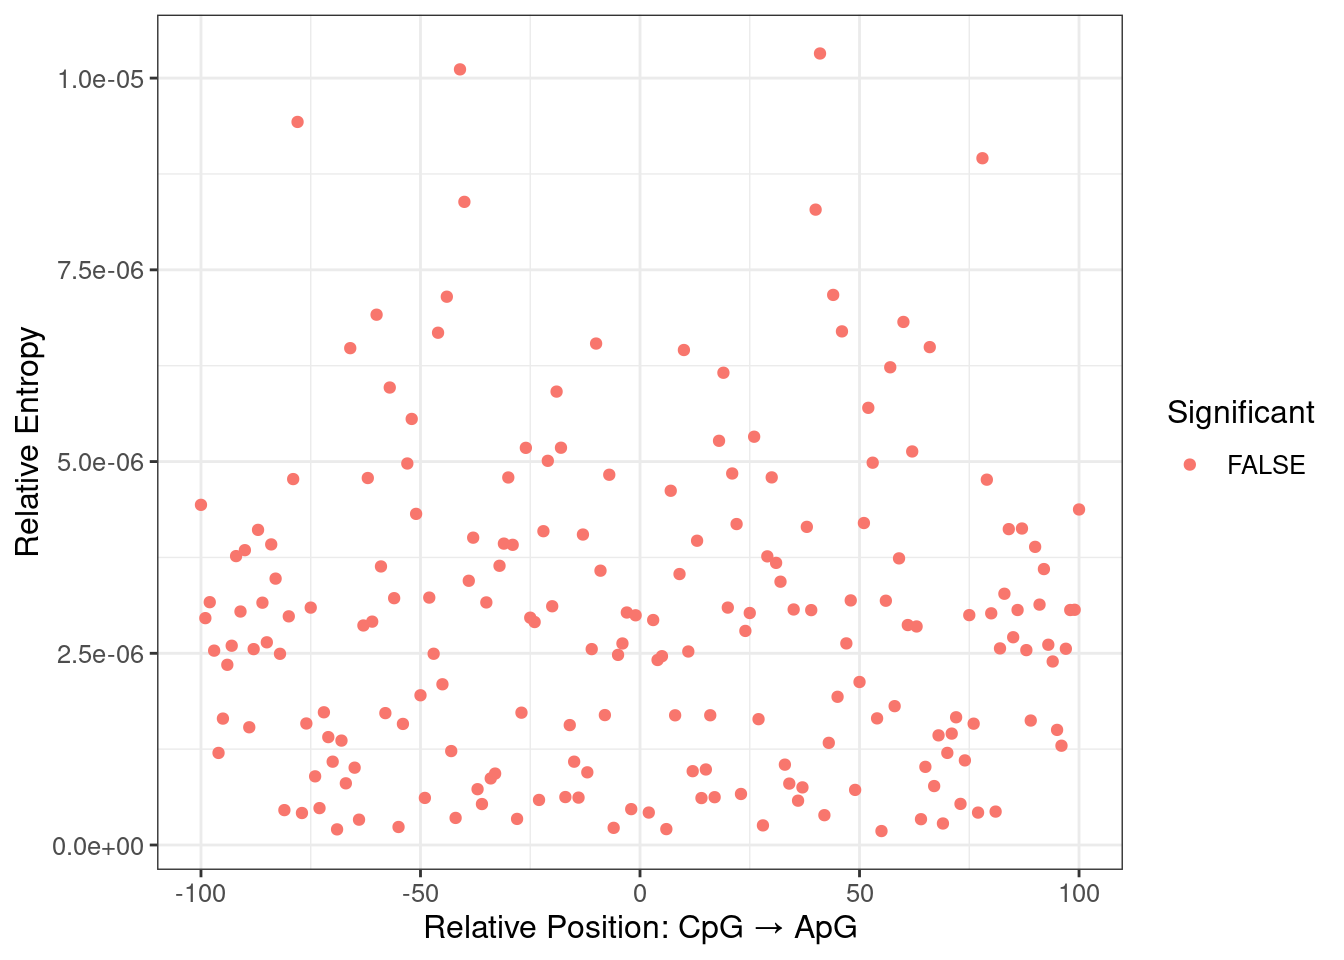 1.0e-05
7.5e-06
5.0e-06
2.5e-06
0.0e+00
Relative Entropy
-100 -50 0 50 100
Relative Position: CpG → ApG
Significant
FALSE